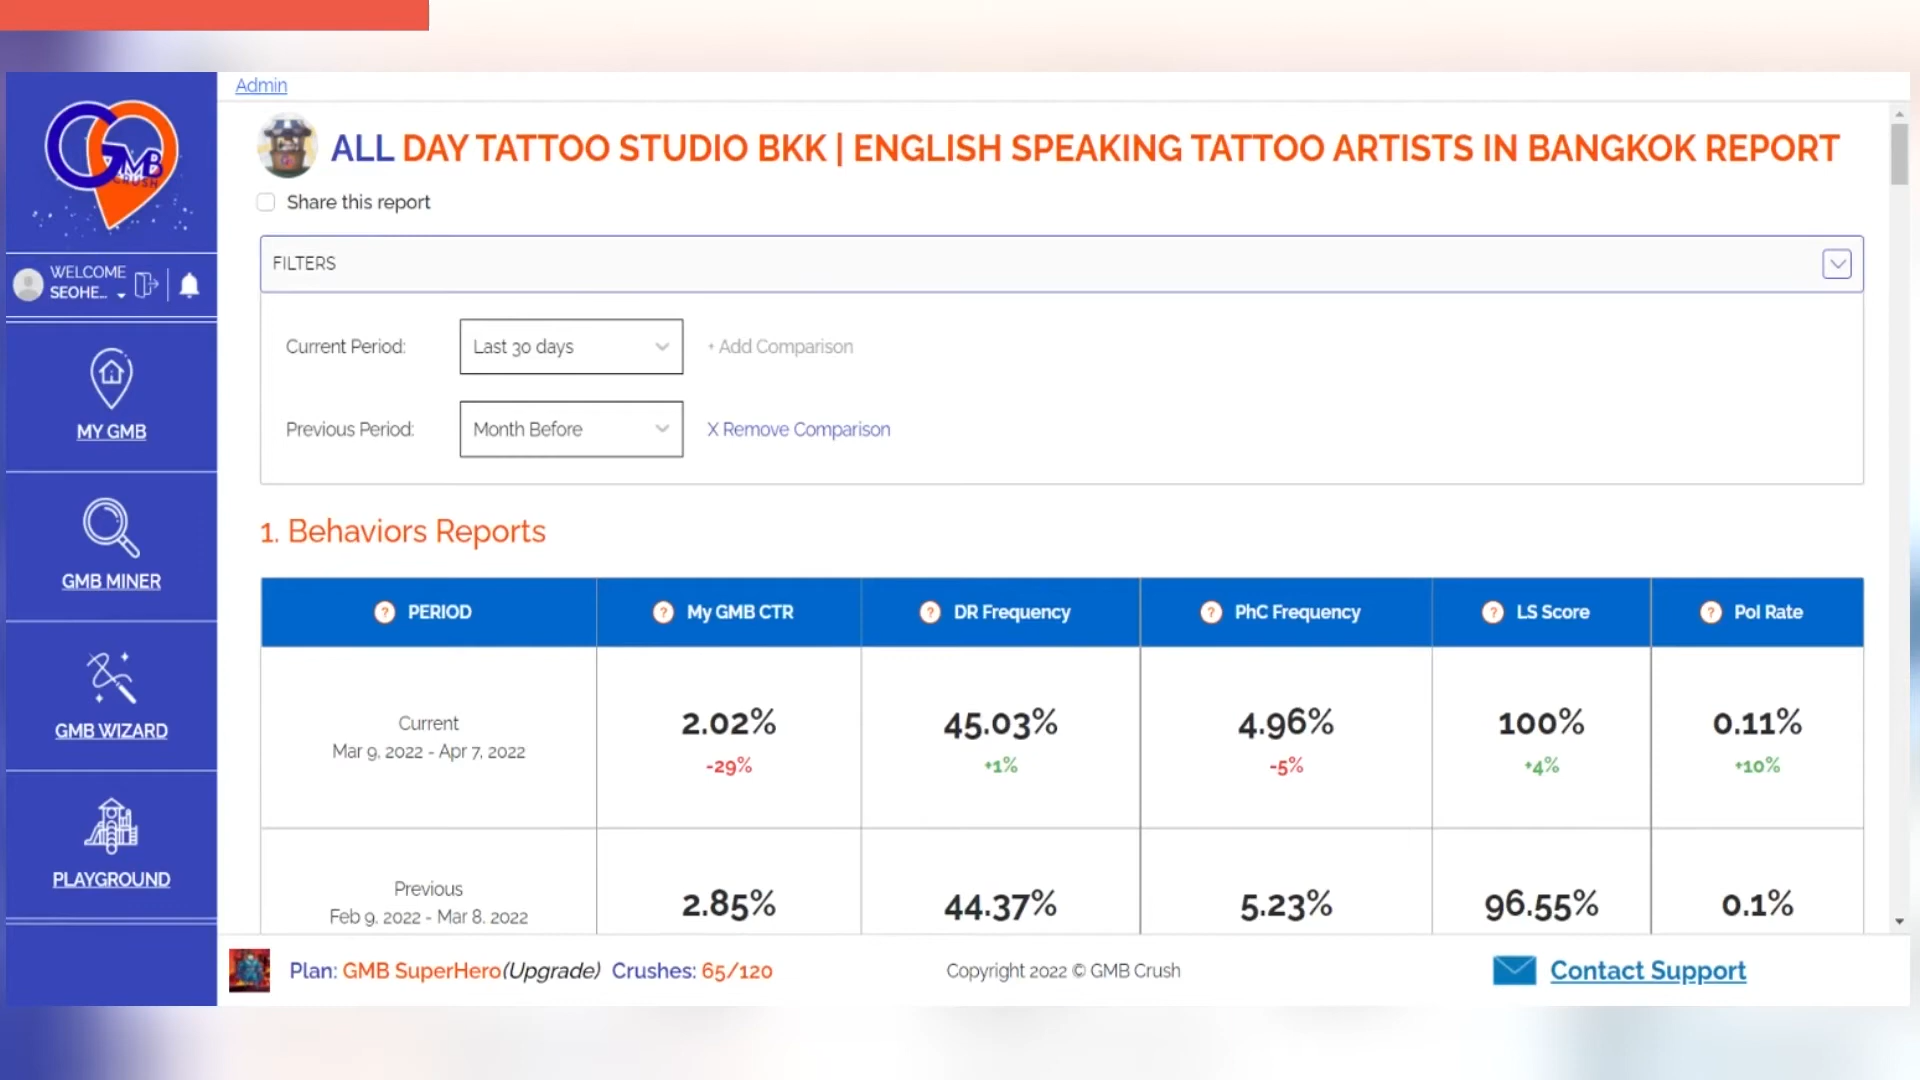 Admin
GMB
CRUSH
ALL DAY TATTOO STUDIO BKK | ENGLISH SPEAKING TATTOO ARTISTS IN BANGKOK REPORT
Share this report
WELCOME
SEOHE...
FILTERS
Current Period: Last 30 days + Add Comparison
Previous Period: Month Before X Remove Comparison
MY GMB
GMB MINER
GMB WIZARD
PLAYGROUND
1. Behaviors Reports
? PERIOD ? My GMB CTR ? DR Frequency ? PhC Frequency ? LS Score ? PoI Rate
Current 2.02% 45.03% 4.96% 100% 0.11%
Mar 9, 2022 - Apr 7, 2022 -29% +1% -5% +4% +10%
Previous 2.85% 44.37% 5.23% 96.55% 0.1%
Feb 9, 2022 - Mar 8, 2022
Plan: GMB SuperHero(Upgrade) Crushes: 65/120 Copyright 2022 © GMB Crush Contact Support